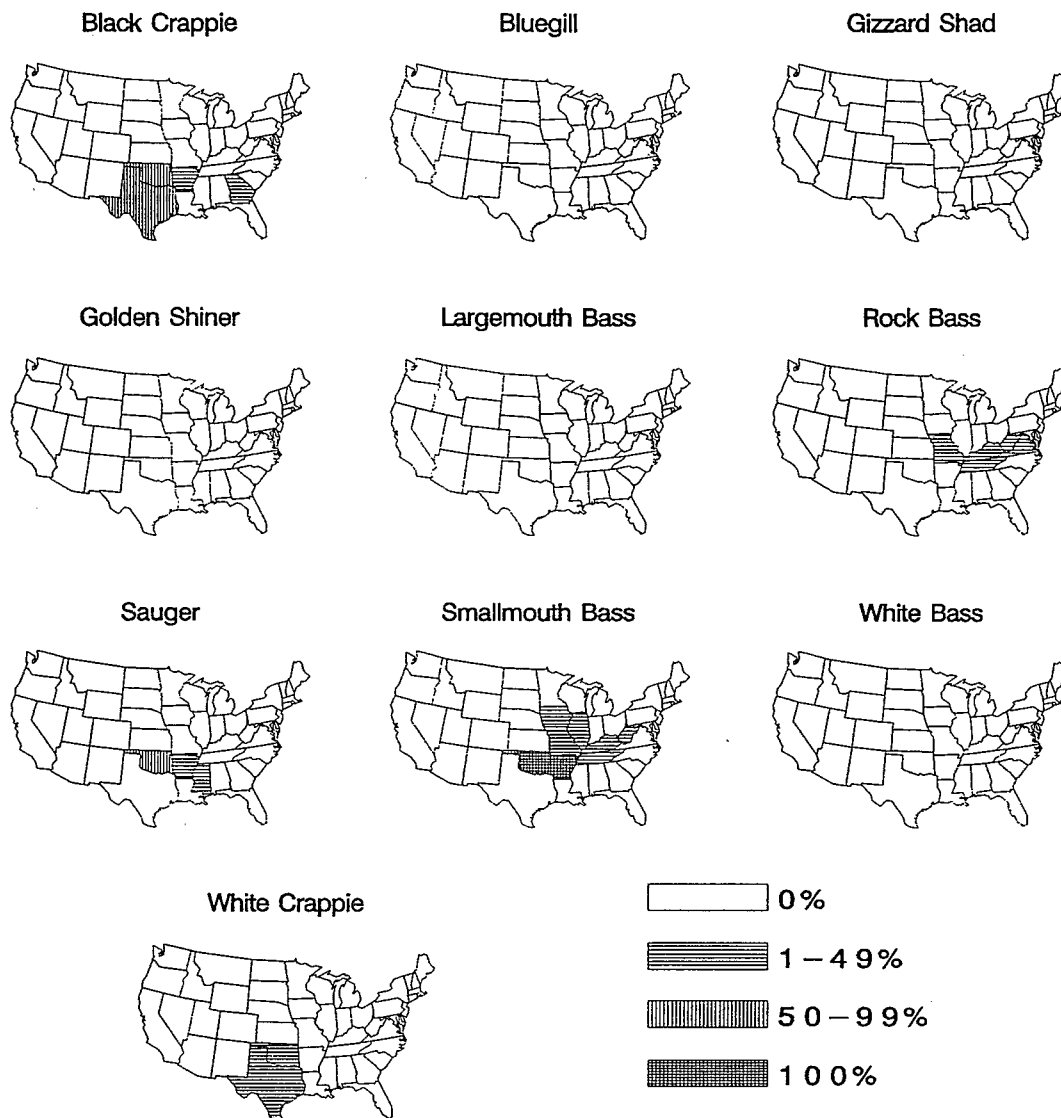 Black Crappie
Bluegill
Gizzard Shad
Golden Shiner
Largemouth Bass
Rock Bass
Sauger
Smallmouth Bass
White Bass
White Crappie
0%
1-49%
50-99%
100%